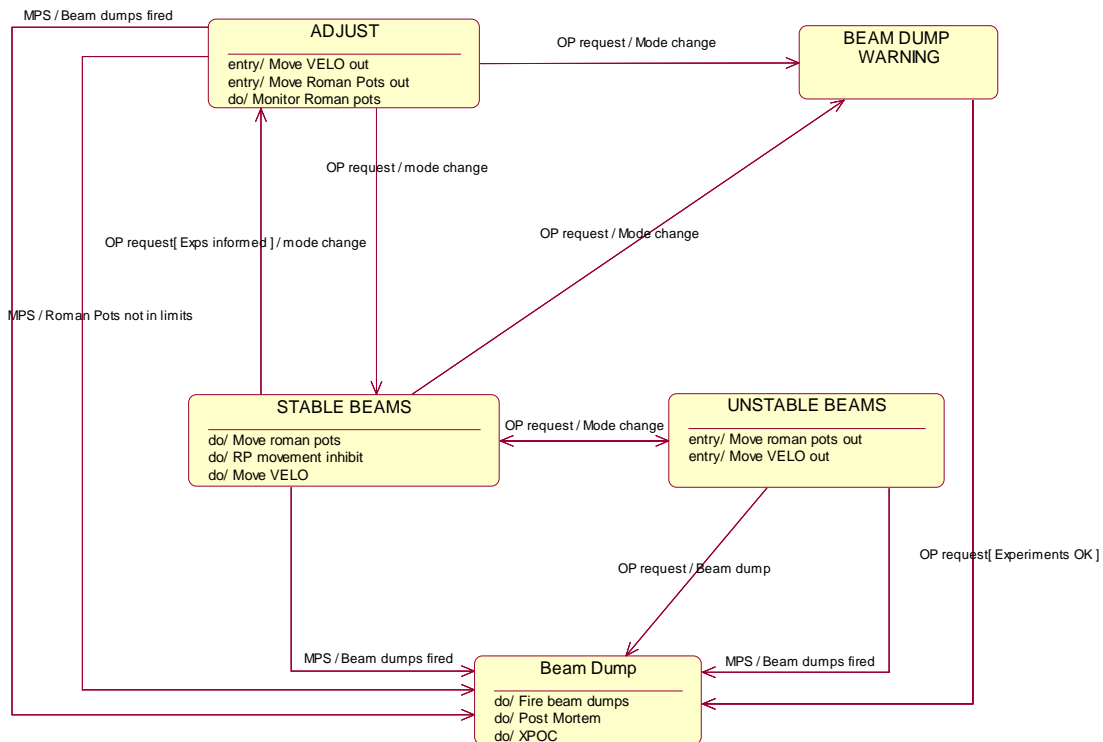 MPS / Beam dumps fired
ADJUST
entry/ Move VELO out
entry/ Move Roman Pots out
do/ Monitor Roman pots
OP request / Mode change
BEAM DUMP
WARNING
OP request / mode change
OP request[ Exps informed ] / mode change
OP request / Mode change
MPS / Roman Pots not in limits
STABLE BEAMS
do/ Move roman pots
do/ RP movement inhibit
do/ Move VELO
OP request / Mode change
UNSTABLE BEAMS
entry/ Move roman pots out
entry/ Move VELO out
OP request / Beam dump
OP request[ Experiments OK ]
MPS / Beam dumps fired
MPS / Beam dumps fired
Beam Dump
do/ Fire beam dumps
do/ Post Mortem
do/ XPOC